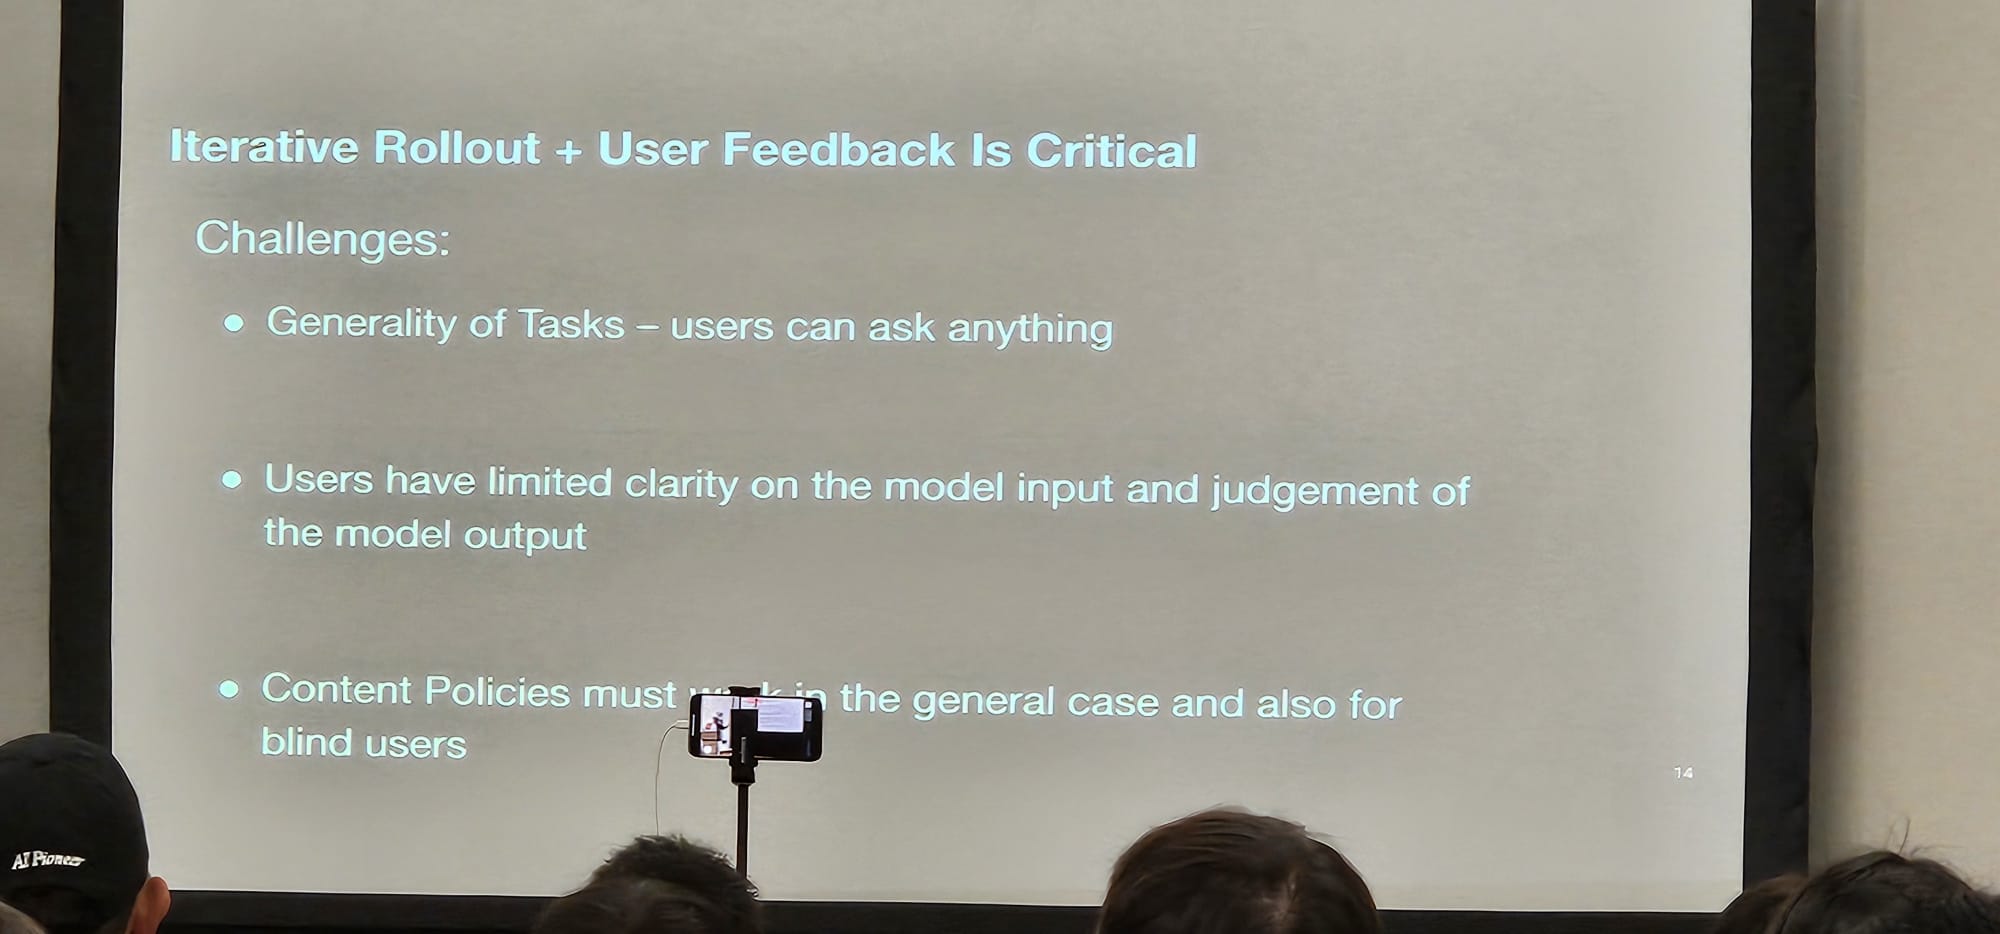 Iterative Rollout + User Feedback Is Critical
Challenges:
● Generality of Tasks – users can ask anything
● Users have limited clarity on the model input and judgement of
the model output
● Content Policies must in the general case and also for
blind users
14
AI Pioneer